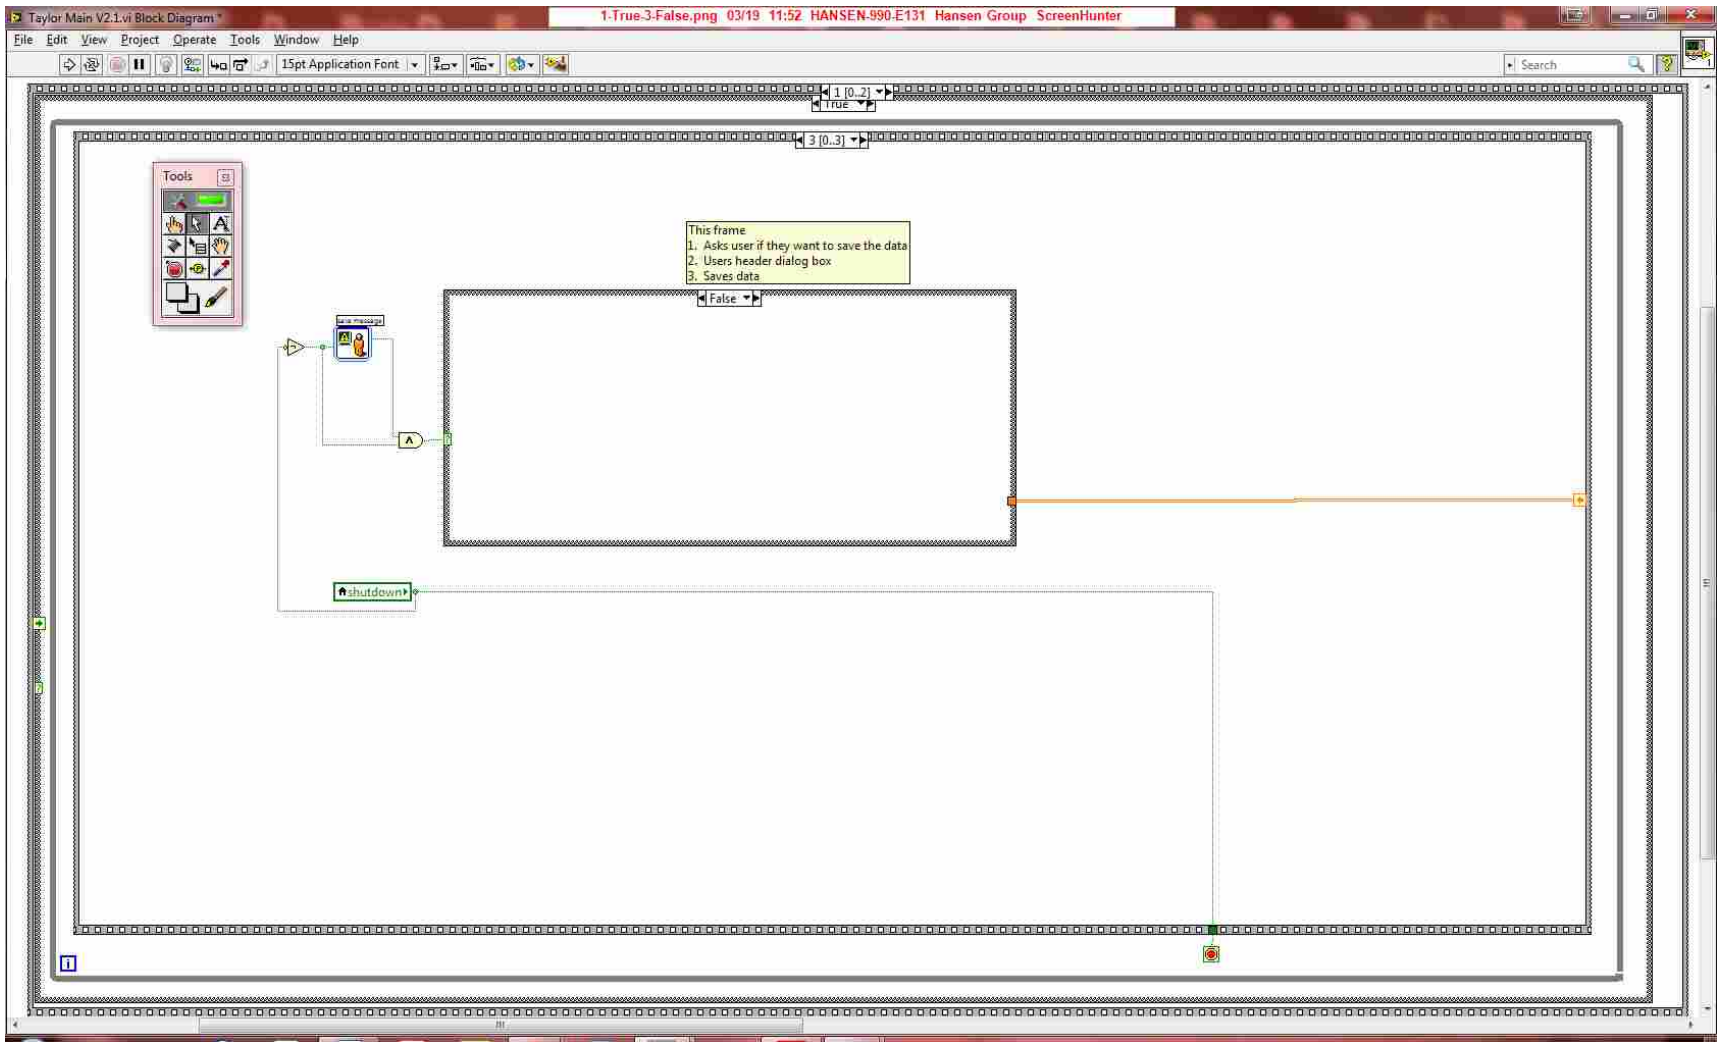 Taylor Main V2.1.vi Block Diagram *
1-True-3-False.png 03/19 11:52 HANSEN-990-E131 Hansen Group ScreenHunter
File Edit View Project Operate Tools Window Help
15pt Application Font
Search
1 [0..2]
True
3 [0..3]
Tools
This frame
1. Asks user if they want to save the data
2. Users header dialog box
3. Saves data
False
save message
shutdown
i